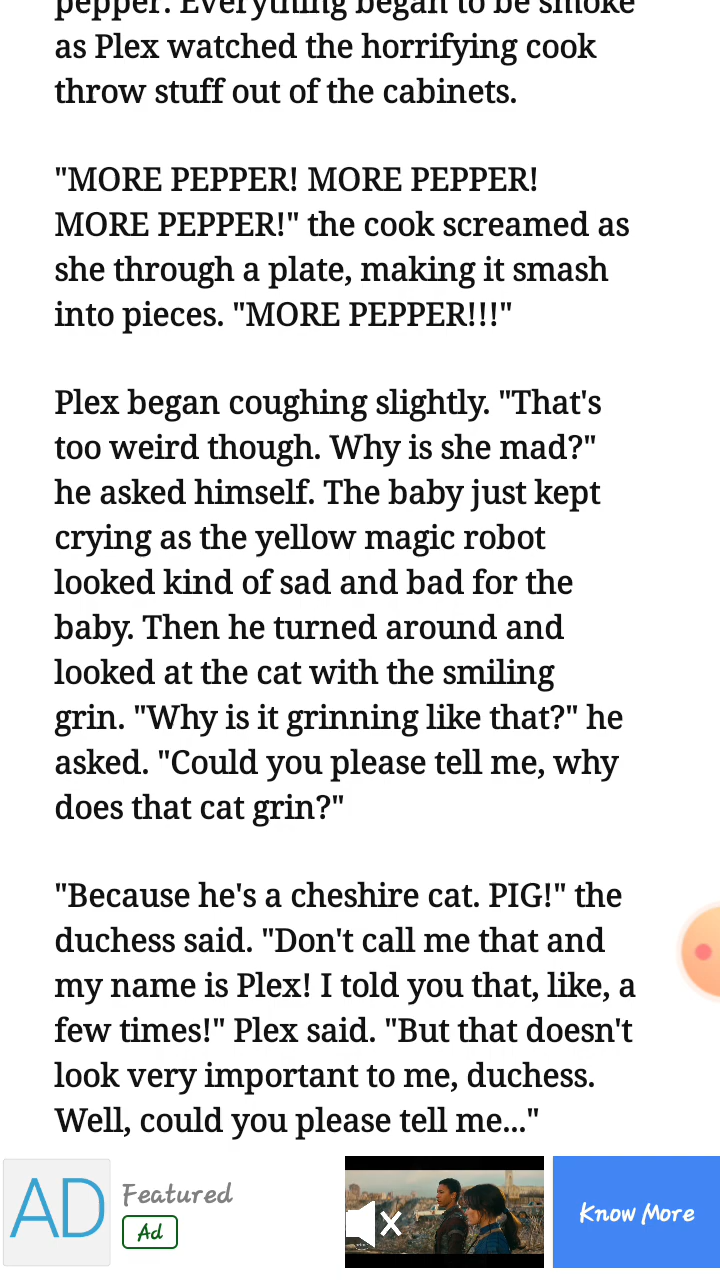 pepper. Everything began to be smoke
as Plex watched the horrifying cook
throw stuff out of the cabinets.
"MORE PEPPER! MORE PEPPER!
MORE PEPPER!" the cook screamed as
she through a plate, making it smash
into pieces. "MORE PEPPER!!!"
Plex began coughing slightly. "That's
too weird though. Why is she mad?"
he asked himself. The baby just kept
crying as the yellow magic robot
looked kind of sad and bad for the
baby. Then he turned around and
looked at the cat with the smiling
grin. "Why is it grinning like that?" he
asked. "Could you please tell me, why
does that cat grin?"
"Because he's a cheshire cat. PIG!" the
duchess said. "Don't call me that and
my name is Plex! I told you that, like, a
few times!" Plex said. "But that doesn't
look very important to me, duchess.
Well, could you please tell me..."
AD
Featured
Ad
Know More